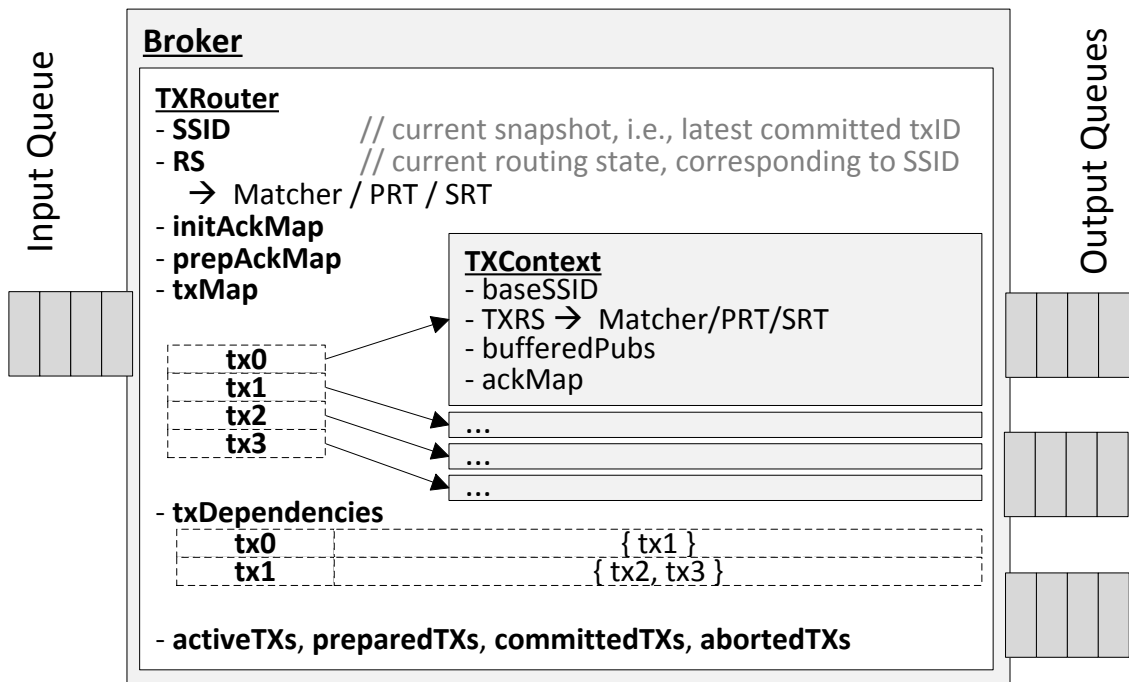 Broker
Input Queue
Output Queues
TXRouter
- SSID // current snapshot, i.e., latest committed txID
- RS // current routing state, corresponding to SSID
→ Matcher / PRT / SRT
- initAckMap
- prepAckMap
- txMap
tx0
tx1
tx2
tx3
TXContext
- baseSSID
- TXRS → Matcher/PRT/SRT
- bufferedPubs
- ackMap
...
...
...
- txDependencies
tx0 { tx1 }
tx1 { tx2, tx3 }
- activeTXs, preparedTXs, committedTXs, abortedTXs